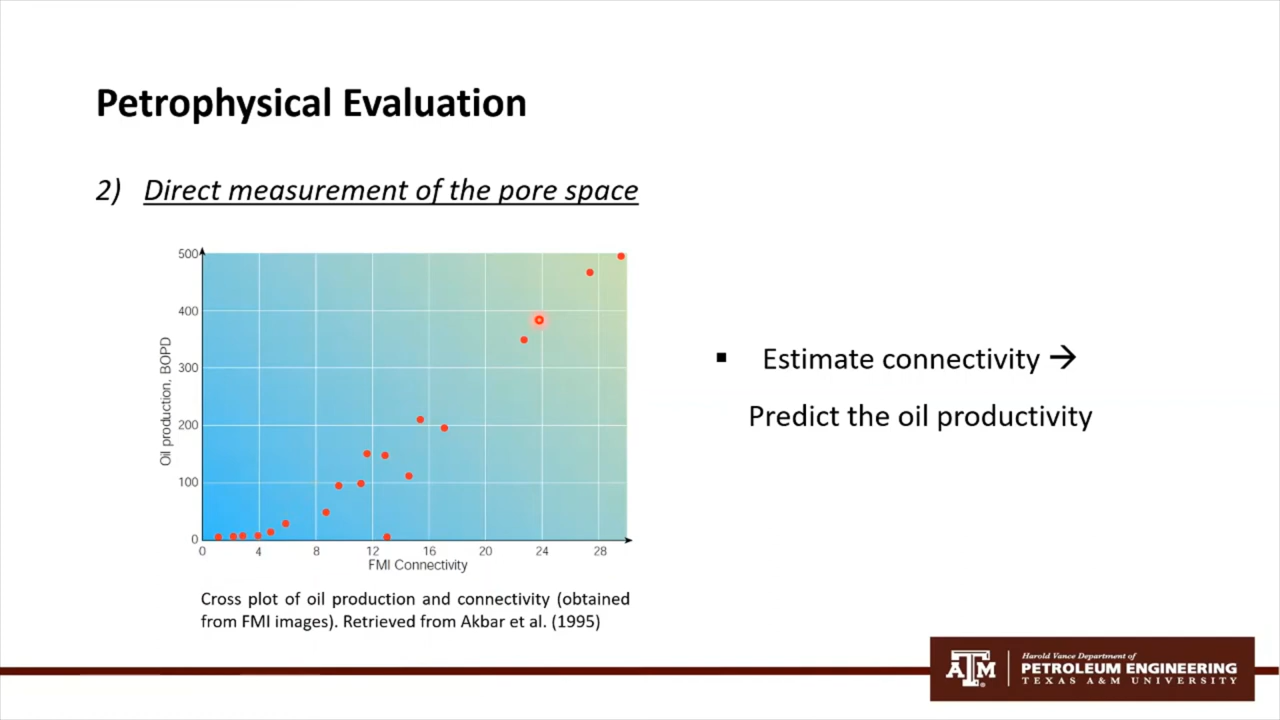 Petrophysical Evaluation
2) Direct measurement of the pore space
500
400
300
200
100
0
Oil production, BOPD
0 4 8 12 16 20 24 28
FMI Connectivity
Cross plot of oil production and connectivity (obtained
from FMI images). Retrieved from Akbar et al. (1995)
▪ Estimate connectivity →
Predict the oil productivity
ATM
Harold Vance Department of
PETROLEUM ENGINEERING
TEXAS A&M UNIVERSITY